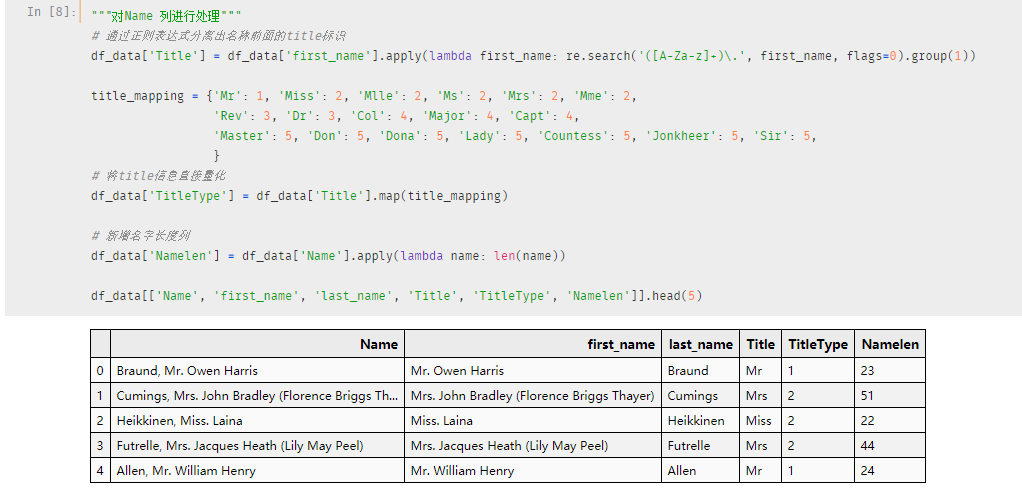 In [8]:
"""对Name 列进行处理"""
# 通过正则表达式分离出名称前面的title标识
df_data['Title'] = df_data['first_name'].apply(lambda first_name: re.search('([A-Za-z]+)\.', first_name, flags=0).group(1))
title_mapping = {'Mr': 1, 'Miss': 2, 'Mlle': 2, 'Ms': 2, 'Mrs': 2, 'Mme': 2,
'Rev': 3, 'Dr': 3, 'Col': 4, 'Major': 4, 'Capt': 4,
'Master': 5, 'Don': 5, 'Dona': 5, 'Lady': 5, 'Countess': 5, 'Jonkheer': 5, 'Sir': 5,
}
# 将title信息直接量化
df_data['TitleType'] = df_data['Title'].map(title_mapping)
# 新增名字长度列
df_data['Namelen'] = df_data['Name'].apply(lambda name: len(name))
df_data[['Name', 'first_name', 'last_name', 'Title', 'TitleType', 'Namelen']].head(5)
Name first_name last_name Title TitleType Namelen
0 Braund, Mr. Owen Harris Mr. Owen Harris Braund Mr 1 23
1 Cumings, Mrs. John Bradley (Florence Briggs Th... Mrs. John Bradley (Florence Briggs Thayer) Cumings Mrs 2 51
2 Heikkinen, Miss. Laina Miss. Laina Heikkinen Miss 2 22
3 Futrelle, Mrs. Jacques Heath (Lily May Peel) Mrs. Jacques Heath (Lily May Peel) Futrelle Mrs 2 44
4 Allen, Mr. William Henry Mr. William Henry Allen Mr 1 24